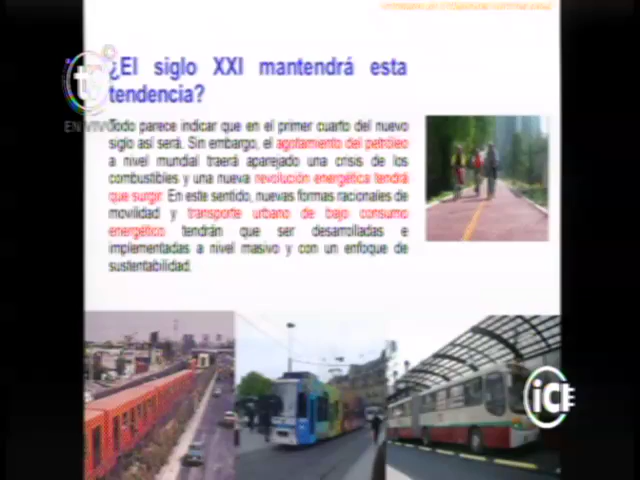 ¿El siglo XXI mantendrá esta
tendencia?
EN VIVO
Todo parece indicar que en el primer cuarto del nuevo
siglo así será. Sin embargo, el agotamiento del petróleo
a nivel mundial traerá aparejado una crisis de los
combustibles y una nueva revolución energética tendrá
que surgir. En este sentido, nuevas formas racionales de
movilidad y transporte urbano de bajo consumo
energético tendrán que ser desarrolladas e
implementadas a nivel masivo y con un enfoque de
sustentabilidad.